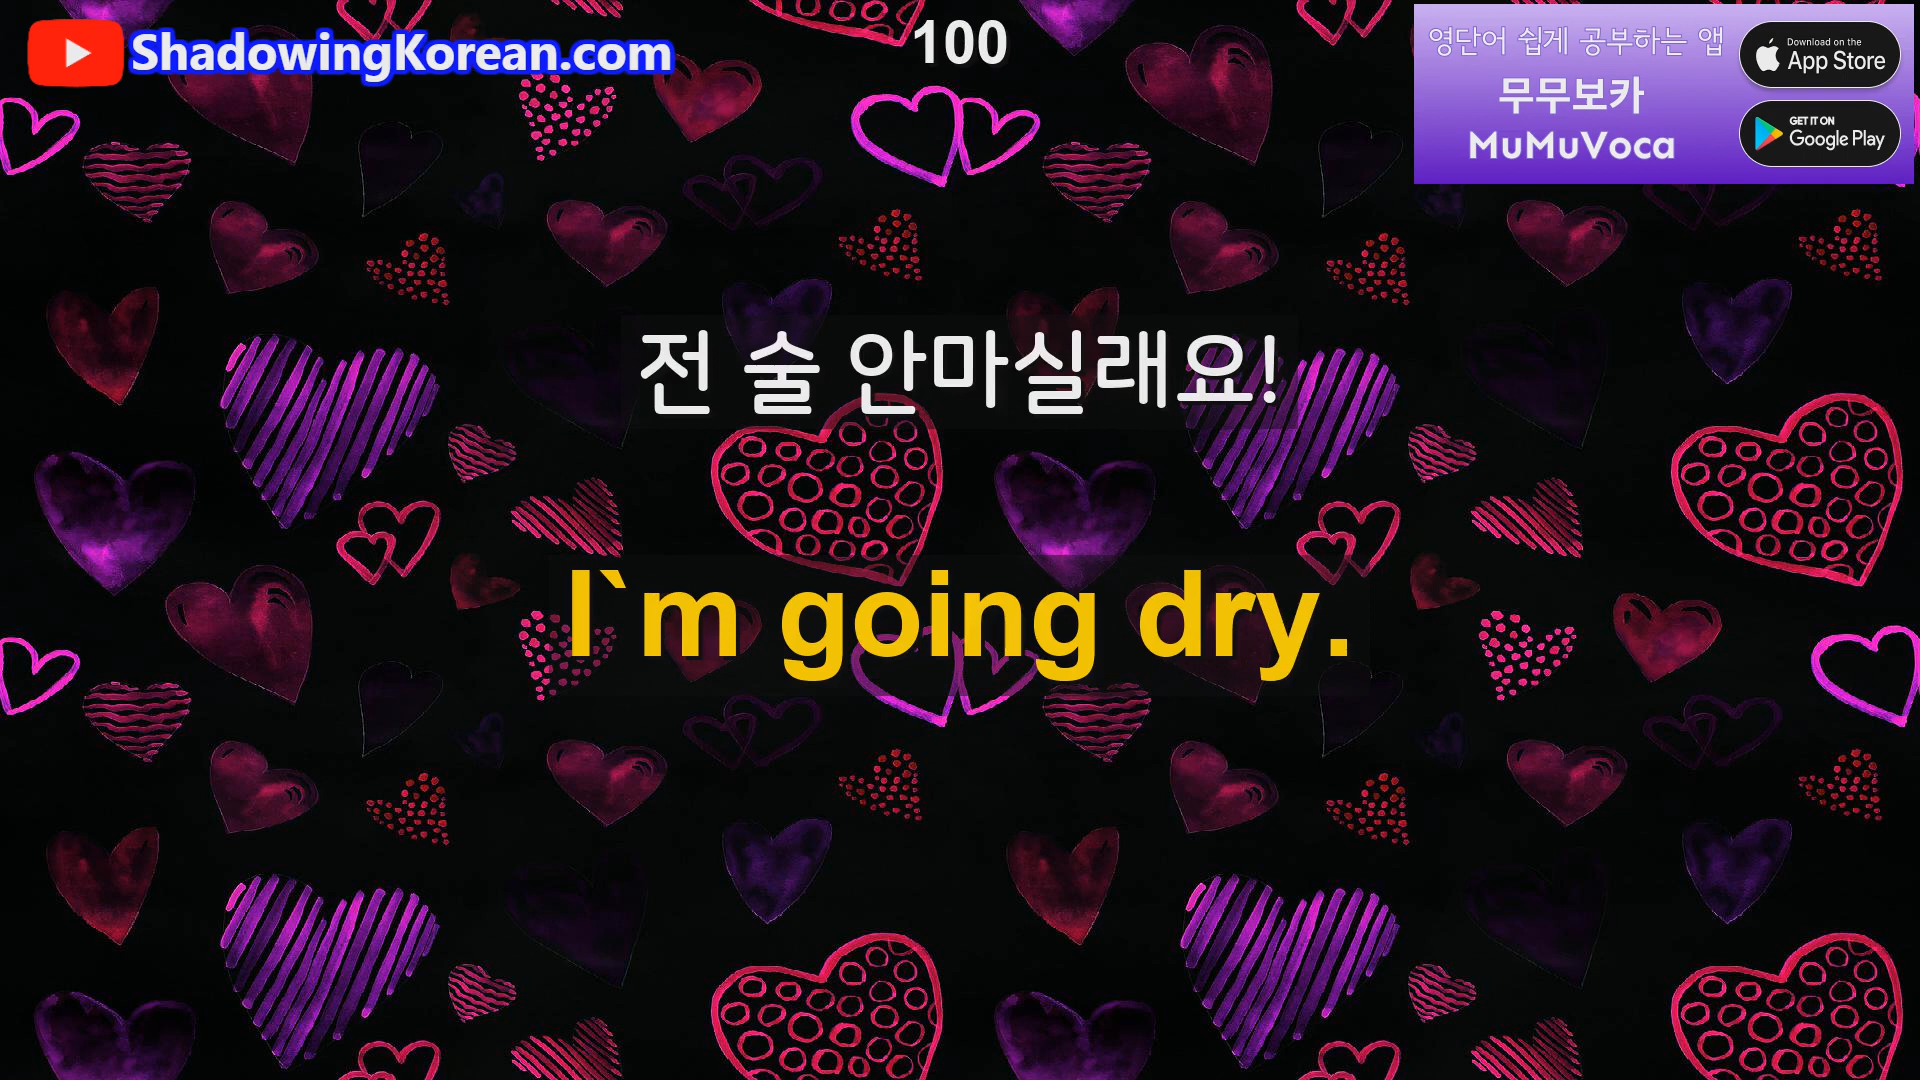 ShadowingKorean.com
100
영단어 쉽게 공부하는 앱
무무보카
MuMuVoca
Download on the
App Store
GET IT ON
Google Play
전 술 안마실래요!
I`m going dry.